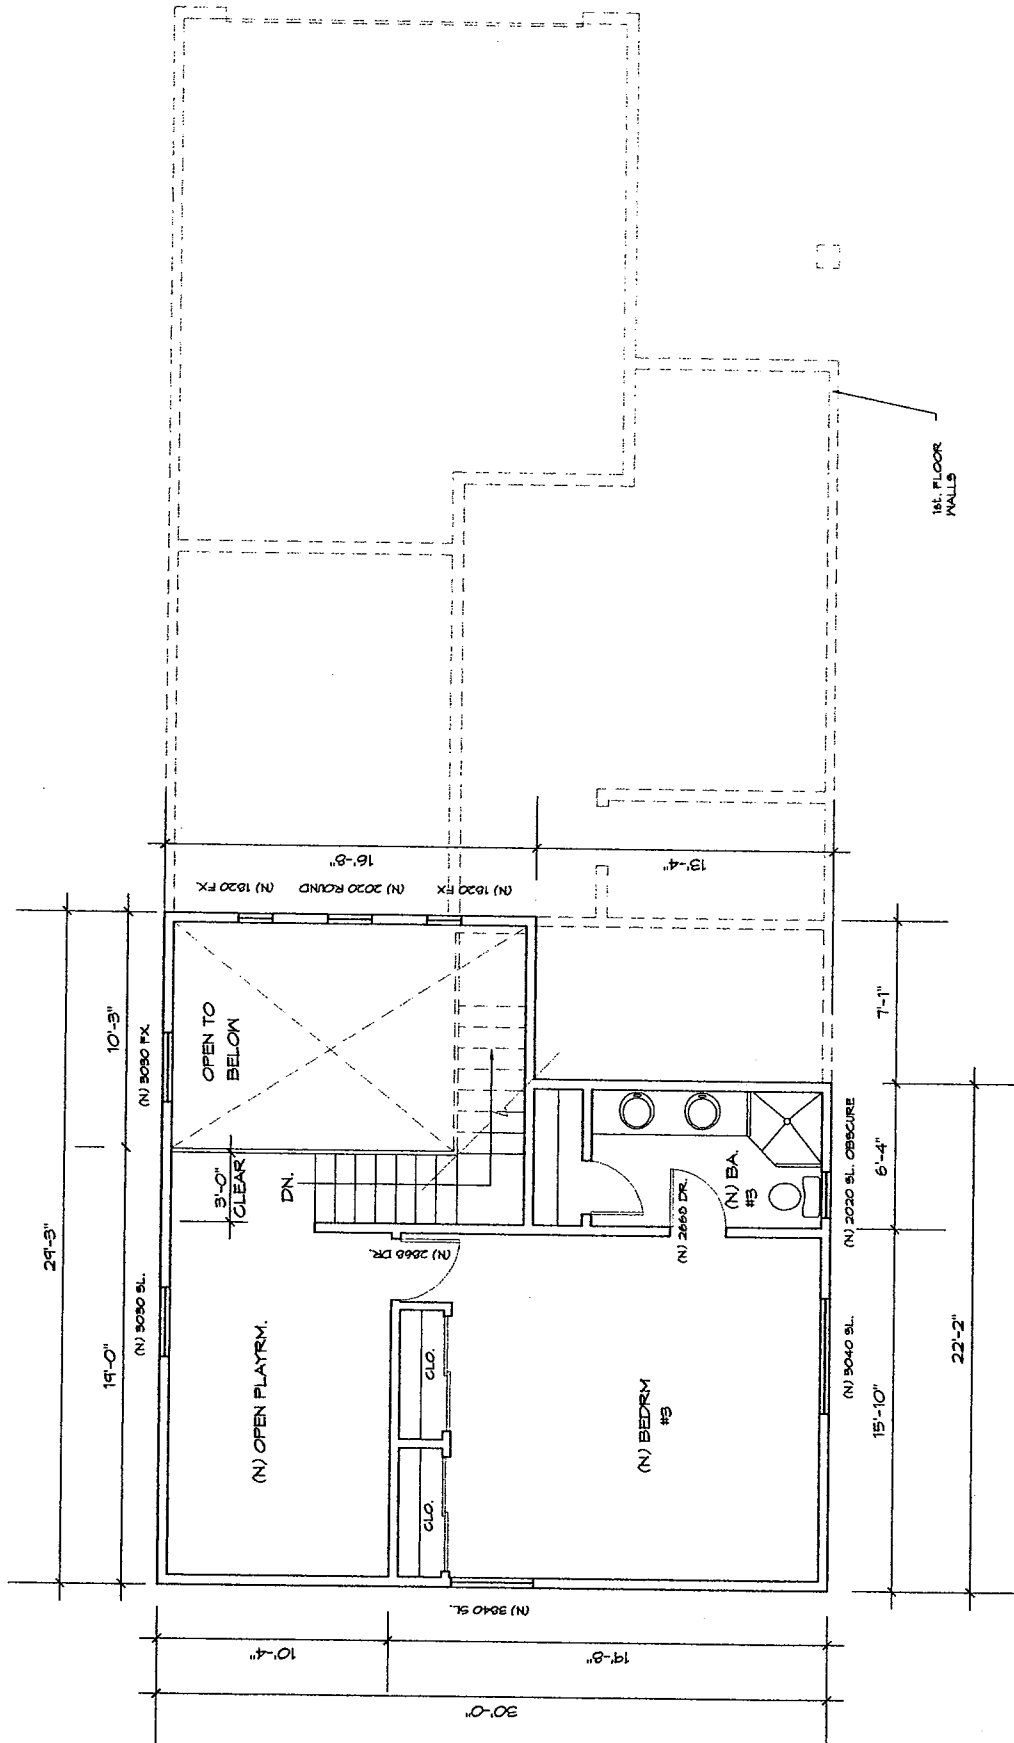 29'-3"
19'-0"
10'-3"
(N) 3030 SL.
(N) 3030 FX.
(N) 1820 FX
(N) 2020 ROUND
(N) 1820 FX
16'-8"
13'-4"
OPEN TO
BELOW
3'-0"
CLEAR
DN.
(N) OPEN PLAYRM.
(N) 2868 DR.
CLO.
CLO.
(N) BEDRM
#3
(N) 2668 DR.
(N) BA.
#3
(N) 3840 SL.
(N) 5040 SL.
(N) 2020 SL. OBSCURE
10'-4"
19'-8"
30'-0"
15'-10"
6'-4"
7'-1"
22'-2"
1st. FLOOR
WALLS